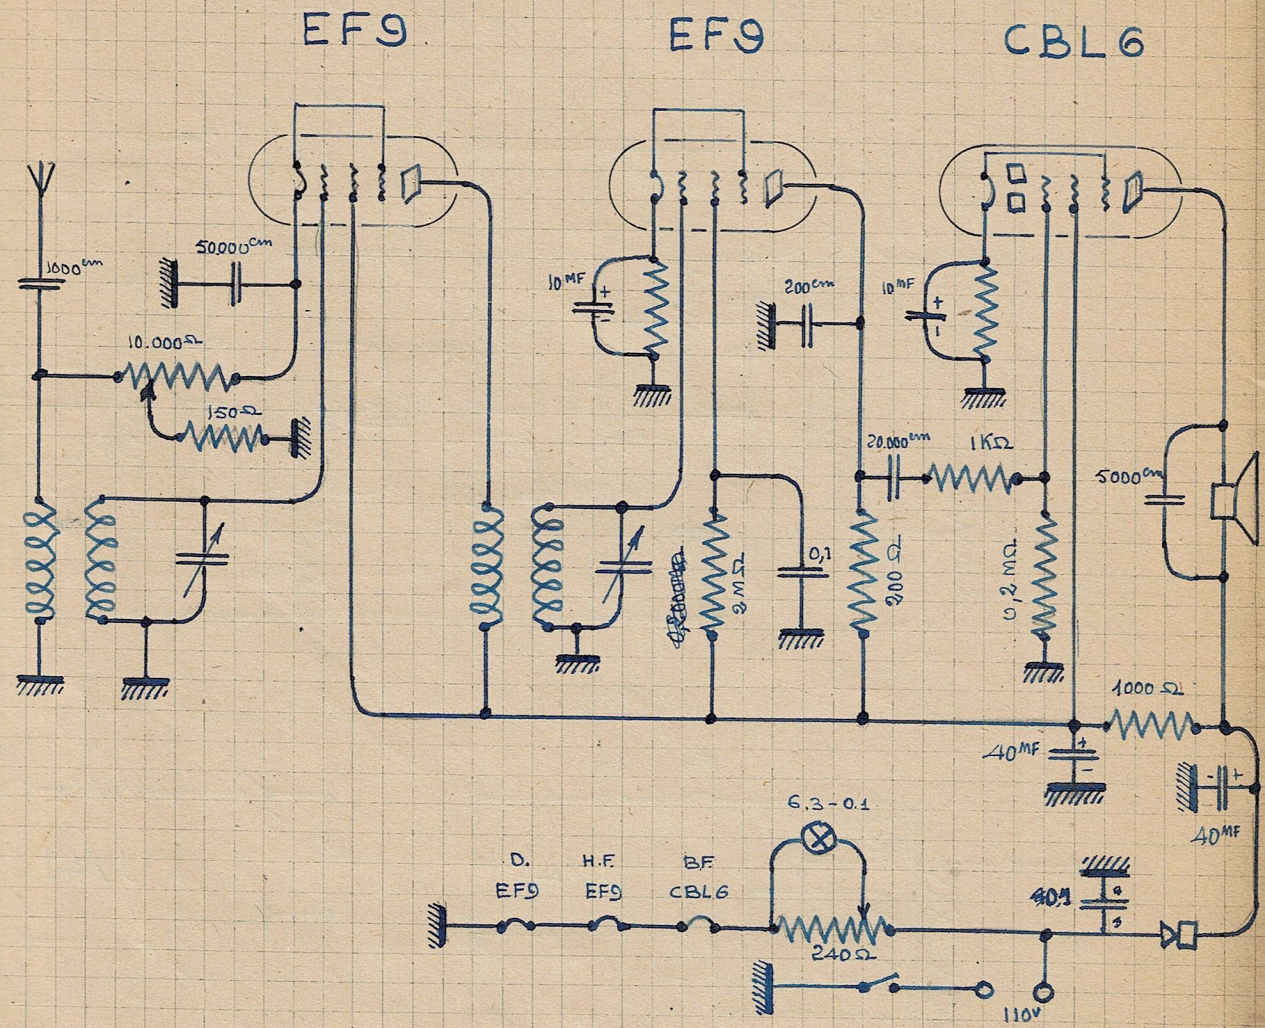 EF9
EF9
CBL6
1000cm
50.000cm
10.000Ω
150Ω
10MF
+
-
200cm
10MF
+
-
20.000cm
1KΩ
5000cm
2MΩ
0,1
200Ω
0,2MΩ
1000Ω
40MF
+
-
- +
40MF
6.3-0.1
D.
EF9
H.F.
EF9
B.F.
CBL6
240Ω
110v